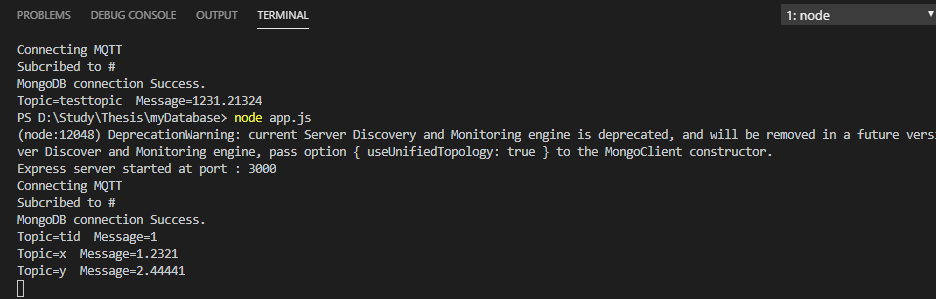 PROBLEMS DEBUG CONSOLE OUTPUT TERMINAL 1: node
Connecting MQTT
Subcribed to #
MongoDB connection Success.
Topic=testtopic Message=1231.21324
PS D:\Study\Thesis\myDatabase> node app.js
(node:12048) DeprecationWarning: current Server Discovery and Monitoring engine is deprecated, and will be removed in a future versi
ver Discover and Monitoring engine, pass option { useUnifiedTopology: true } to the MongoClient constructor.
Express server started at port : 3000
Connecting MQTT
Subcribed to #
MongoDB connection Success.
Topic=tid Message=1
Topic=x Message=1.2321
Topic=y Message=2.44441